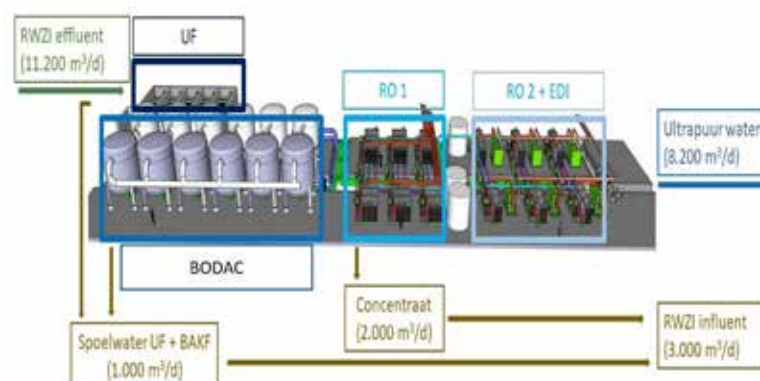 RWZI effluent
(11.200 m³/d)
UF
RO 1
RO 2 + EDI
Ultrapuur water
(8.200 m³/d)
BODAC
Concentraat
(2.000 m³/d)
RWZI influent
(3.000 m³/d)
Spoelwater UF + BAKF
(1.000 m³/d)